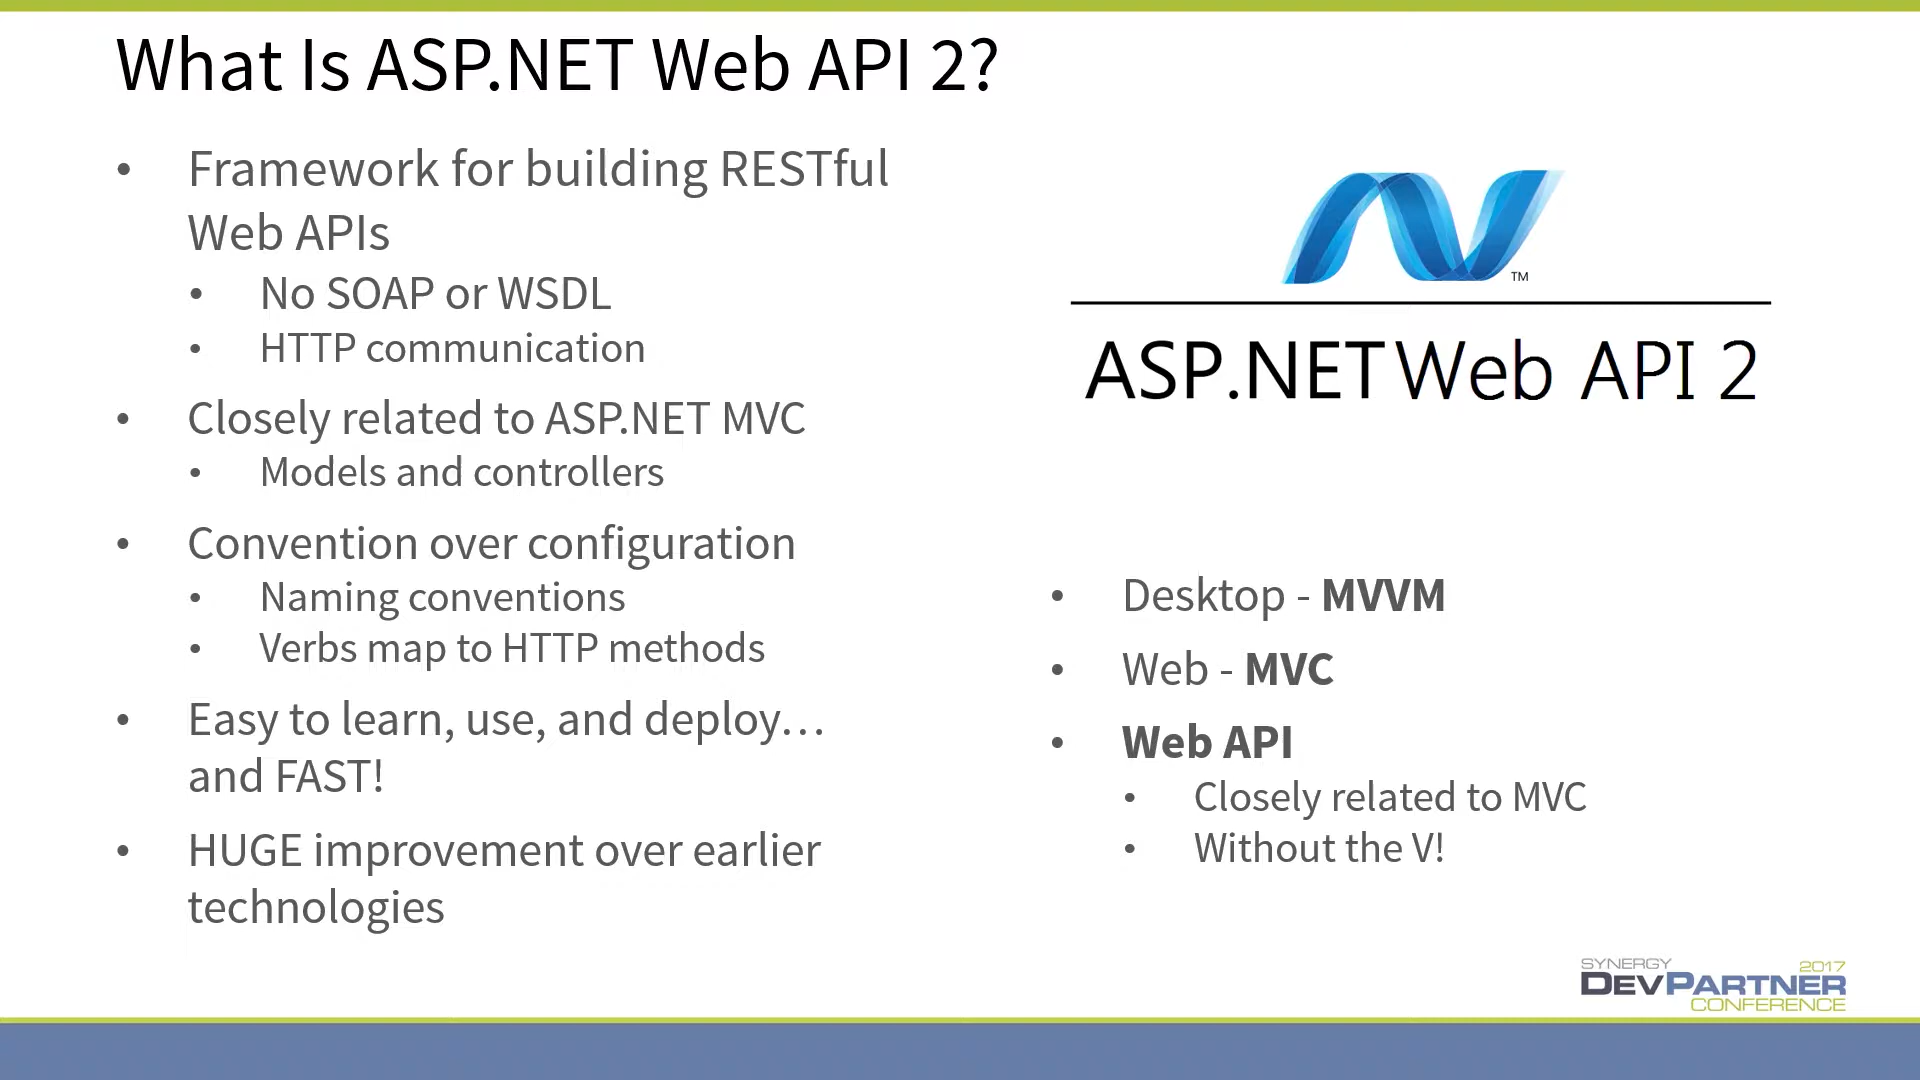 What Is ASP.NET Web API 2?
• Framework for building RESTful
Web APIs
• No SOAP or WSDL
• HTTP communication
• Closely related to ASP.NET MVC
• Models and controllers
• Convention over configuration
• Naming conventions
• Verbs map to HTTP methods
• Easy to learn, use, and deploy…
and FAST!
• HUGE improvement over earlier
technologies
TM
ASP.NET Web API 2
• Desktop - MVVM
• Web - MVC
• Web API
• Closely related to MVC
• Without the V!
SYNERGY 2017
DEVPARTNER
CONFERENCE